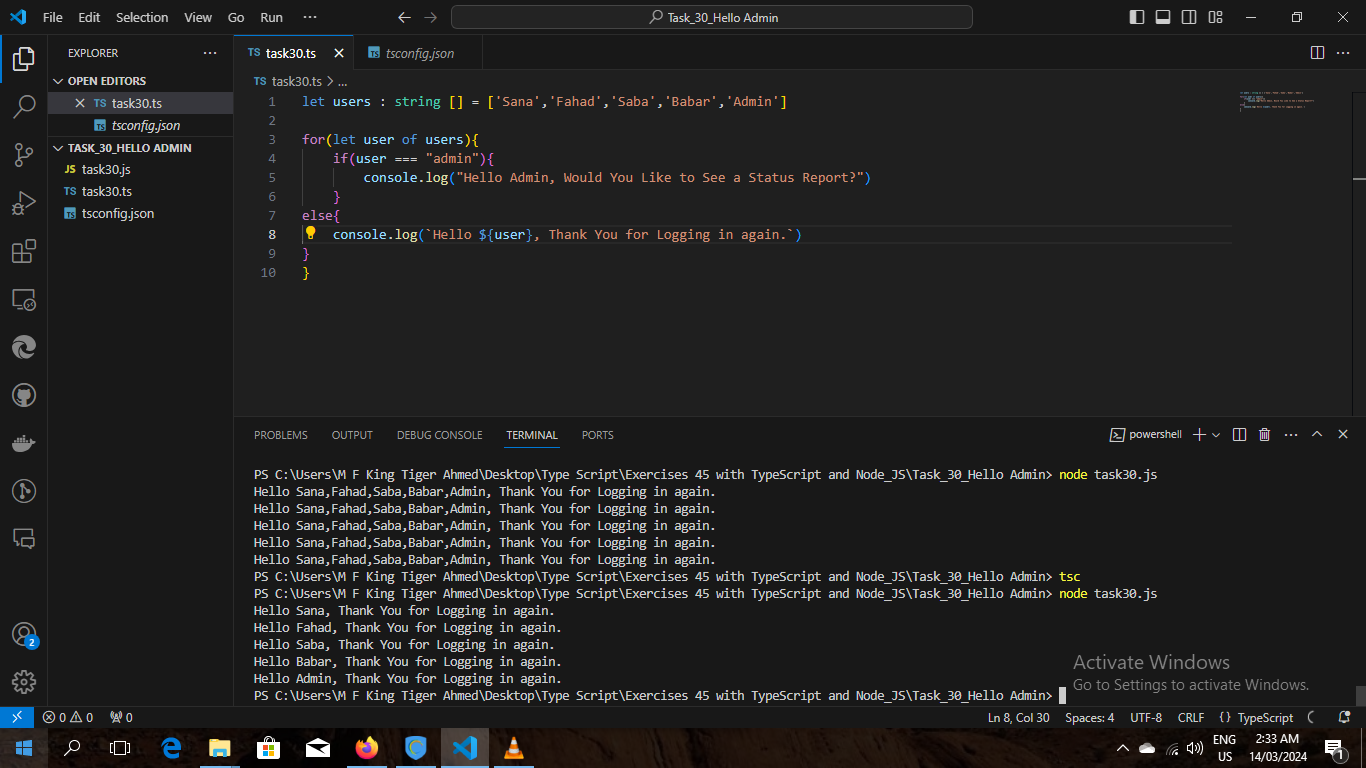 File Edit Selection View Go Run ···
Task_30_Hello Admin
EXPLORER
OPEN EDITORS
TS task30.ts
TS tsconfig.json
TASK_30_HELLO ADMIN
JS task30.js
TS task30.ts
TS tsconfig.json
2
TS task30.ts
TS tsconfig.json
TS task30.ts > ...
1 let users : string [] = ['Sana','Fahad','Saba','Babar','Admin']
2
3 for(let user of users){
4 if(user === "admin"){
5 console.log("Hello Admin, Would You Like to See a Status Report?")
6 }
7 else{
8 console.log(`Hello ${user}, Thank You for Logging in again.`)
9 }
10 }
PROBLEMS OUTPUT DEBUG CONSOLE TERMINAL PORTS
powershell
PS C:\Users\M F King Tiger Ahmed\Desktop\Type Script\Exercises 45 with TypeScript and Node_JS\Task_30_Hello Admin> node task30.js
Hello Sana,Fahad,Saba,Babar,Admin, Thank You for Logging in again.
Hello Sana,Fahad,Saba,Babar,Admin, Thank You for Logging in again.
Hello Sana,Fahad,Saba,Babar,Admin, Thank You for Logging in again.
Hello Sana,Fahad,Saba,Babar,Admin, Thank You for Logging in again.
Hello Sana,Fahad,Saba,Babar,Admin, Thank You for Logging in again.
PS C:\Users\M F King Tiger Ahmed\Desktop\Type Script\Exercises 45 with TypeScript and Node_JS\Task_30_Hello Admin> tsc
PS C:\Users\M F King Tiger Ahmed\Desktop\Type Script\Exercises 45 with TypeScript and Node_JS\Task_30_Hello Admin> node task30.js
Hello Sana, Thank You for Logging in again.
Hello Fahad, Thank You for Logging in again.
Hello Saba, Thank You for Logging in again.
Hello Babar, Thank You for Logging in again.
Hello Admin, Thank You for Logging in again.
PS C:\Users\M F King Tiger Ahmed\Desktop\Type Script\Exercises 45 with TypeScript and Node_JS\Task_30_Hello Admin>
Activate Windows
Go to Settings to activate Windows.
0 0 0
Ln 8, Col 30 Spaces: 4 UTF-8 CRLF {} TypeScript
ENG
US
2:33 AM
14/03/2024
1